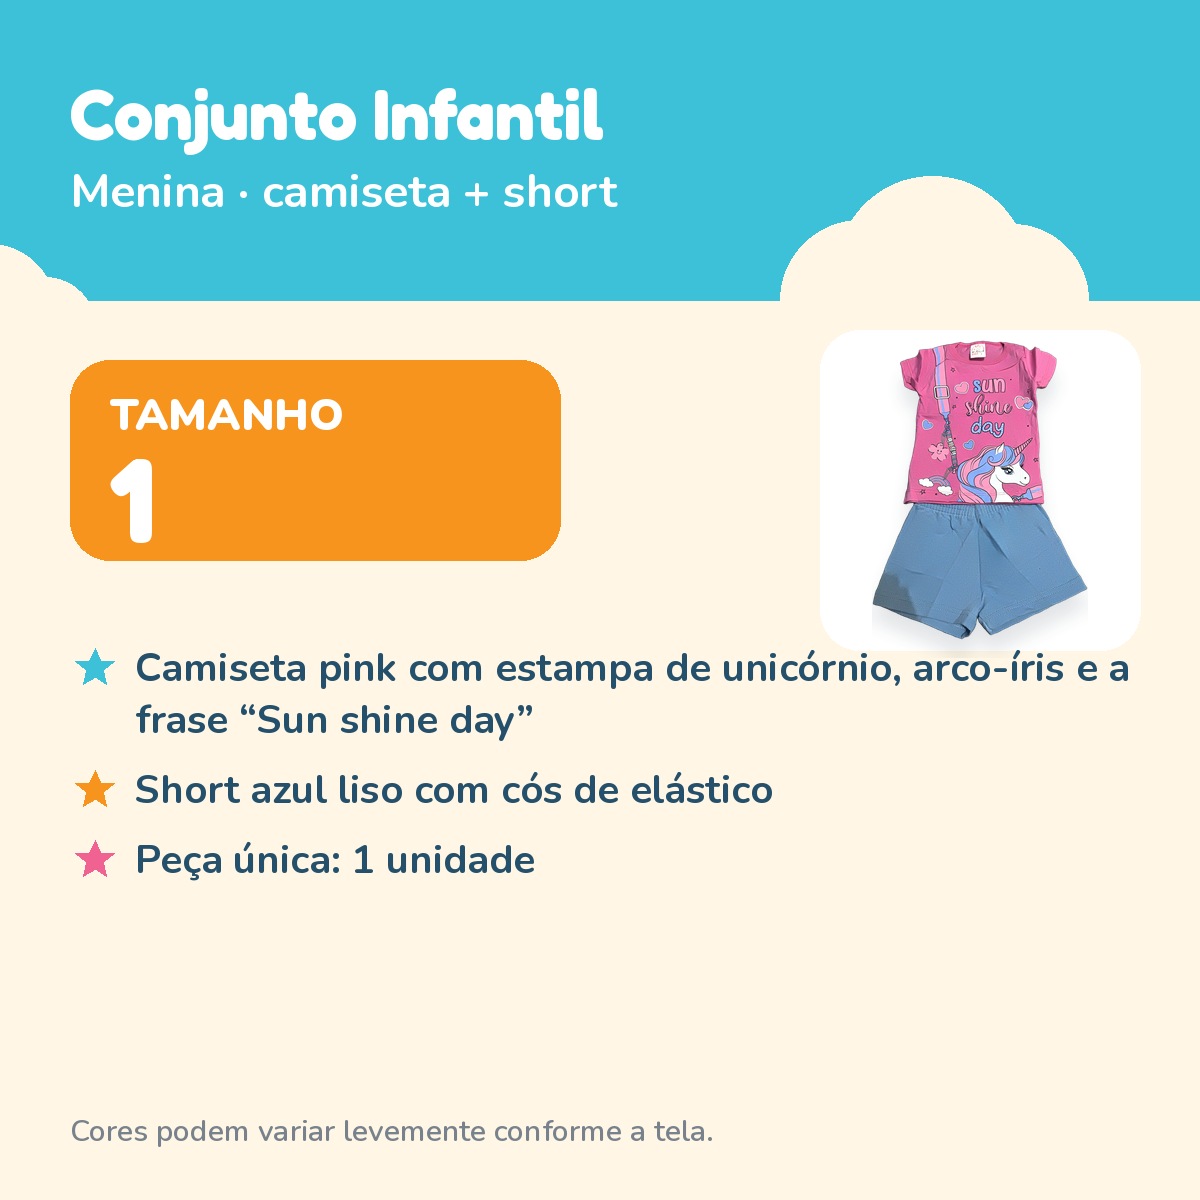 Conjunto Infantil
Menina · camiseta + short
TAMANHO
1
sun
shine
day
Camiseta pink com estampa de unicórnio, arco-íris e a
frase “Sun shine day”
Short azul liso com cós de elástico
Peça única: 1 unidade
Cores podem variar levemente conforme a tela.